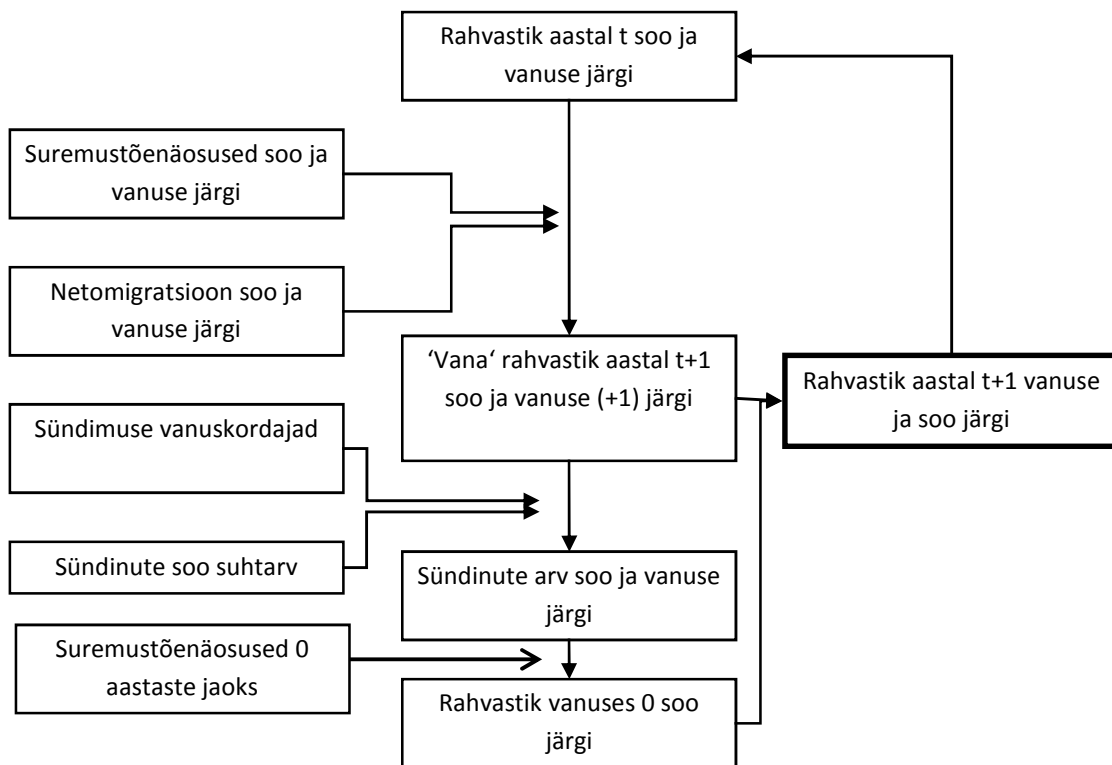 Rahvastik aastal t soo ja
vanuse järgi
Suremustõenäosused soo ja
vanuse järgi
Netomigratsioon soo ja
vanuse järgi
‘Vana‘ rahvastik aastal t+1
soo ja vanuse (+1) järgi
Rahvastik aastal t+1 vanuse
ja soo järgi
Sündimuse vanuskordajad
Sündinute soo suhtarv
Sündinute arv soo ja vanuse
järgi
Suremustõenäosused 0
aastaste jaoks
Rahvastik vanuses 0 soo
järgi